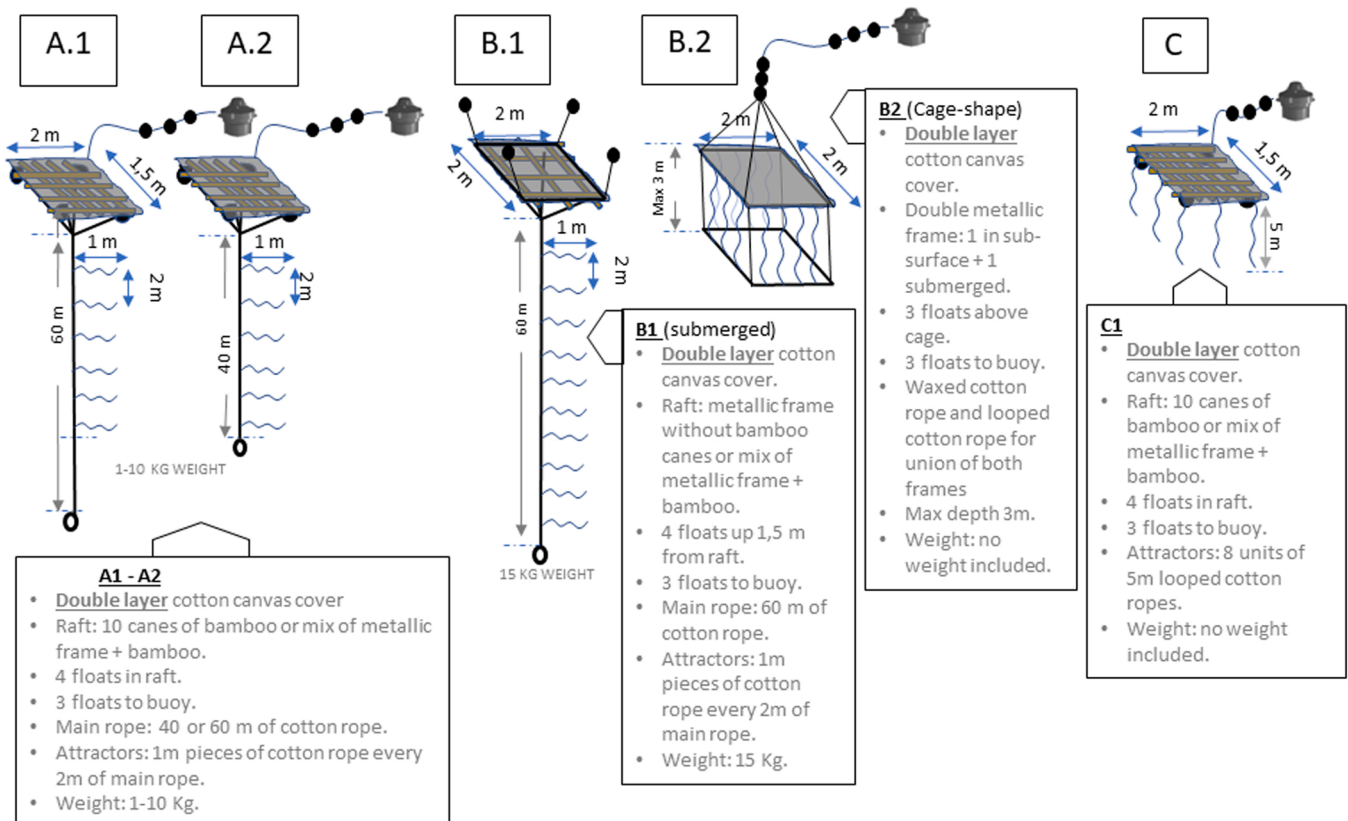 A.1
A.2
B.1
B.2
C
2 m
1,5 m
1 m
2 m
60 m
1 m
2 m
40 m
1-10 KG WEIGHT
2 m
2 m
1 m
2 m
60 m
15 KG WEIGHT
2 m
2 m
Max 3 m
2 m
1,5 m
5 m
A1 - A2
• Double layer cotton canvas cover
• Raft: 10 canes of bamboo or mix of metallic
frame + bamboo.
• 4 floats in raft.
• 3 floats to buoy.
• Main rope: 40 or 60 m of cotton rope.
• Attractors: 1m pieces of cotton rope every
2m of main rope.
• Weight: 1-10 Kg.
B1 (submerged)
• Double layer cotton
canvas cover.
• Raft: metallic frame
without bamboo
canes or mix of
metallic frame +
bamboo.
• 4 floats up 1,5 m
from raft.
• 3 floats to buoy.
• Main rope: 60 m of
cotton rope.
• Attractors: 1m
pieces of cotton
rope every 2m of
main rope.
• Weight: 15 Kg.
B2 (Cage-shape)
• Double layer
cotton canvas
cover.
• Double metallic
frame: 1 in sub-
surface + 1
submerged.
• 3 floats above
cage.
• 3 floats to buoy.
• Waxed cotton
rope and looped
cotton rope for
union of both
frames
• Max depth 3m.
• Weight: no
weight included.
C1
• Double layer cotton
canvas cover.
• Raft: 10 canes of
bamboo or mix of
metallic frame +
bamboo.
• 4 floats in raft.
• 3 floats to buoy.
• Attractors: 8 units of
5m looped cotton
ropes.
• Weight: no weight
included.